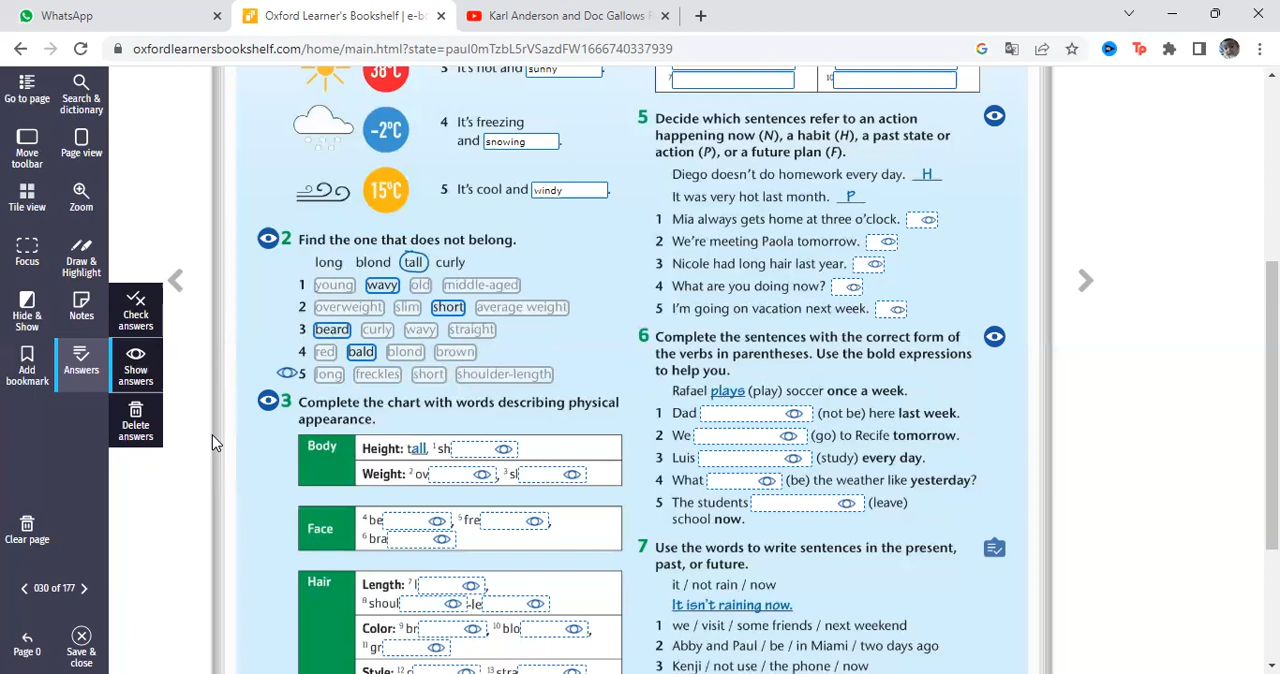 WhatsApp
Oxford Learner's Bookshelf | e-b
Karl Anderson and Doc Gallows
oxfordlearnersbookshelf.com/home/main.html?state=paul0mTzbL5rVSazdFW1666740337939
Go to page
Search & dictionary
Move toolbar
Page view
Tile view
Zoom
Focus
Draw & Highlight
Hide & Show
Notes
Add bookmark
Answers
Check answers
Show answers
Delete answers
Clear page
030 of 177
Page 0
Save & close
38°C
3 It's hot and sunny
-2°C
4 It's freezing
and snowing.
15°C
5 It's cool and windy.
2 Find the one that does not belong.
long blond tall curly
1 young wavy old middle-aged
2 overweight slim short average weight
3 beard curly wavy straight
4 red bald blond brown
5 long freckles short shoulder-length
3 Complete the chart with words describing physical
appearance.
Body
Height: tall, 1 sh
Weight: 2 ov, 3 sl
Face
4 be, 5 fre,
6 bra
Hair
Length: 7 l,
8 shoul-le
Color: 9 br, 10 blo,
11 gr
Style: 12 13 stra
7 10
5 Decide which sentences refer to an action
happening now (N), a habit (H), a past state or
action (P), or a future plan (F).
Diego doesn't do homework every day. H
It was very hot last month. P
1 Mia always gets home at three o'clock.
2 We're meeting Paola tomorrow.
3 Nicole had long hair last year.
4 What are you doing now?
5 I'm going on vacation next week.
6 Complete the sentences with the correct form of
the verbs in parentheses. Use the bold expressions
to help you.
Rafael plays (play) soccer once a week.
1 Dad (not be) here last week.
2 We (go) to Recife tomorrow.
3 Luis (study) every day.
4 What (be) the weather like yesterday?
5 The students (leave)
school now.
7 Use the words to write sentences in the present,
past, or future.
it / not rain / now
It isn't raining now.
1 we / visit / some friends / next weekend
2 Abby and Paul / be / in Miami / two days ago
3 Kenji / not use / the phone / now